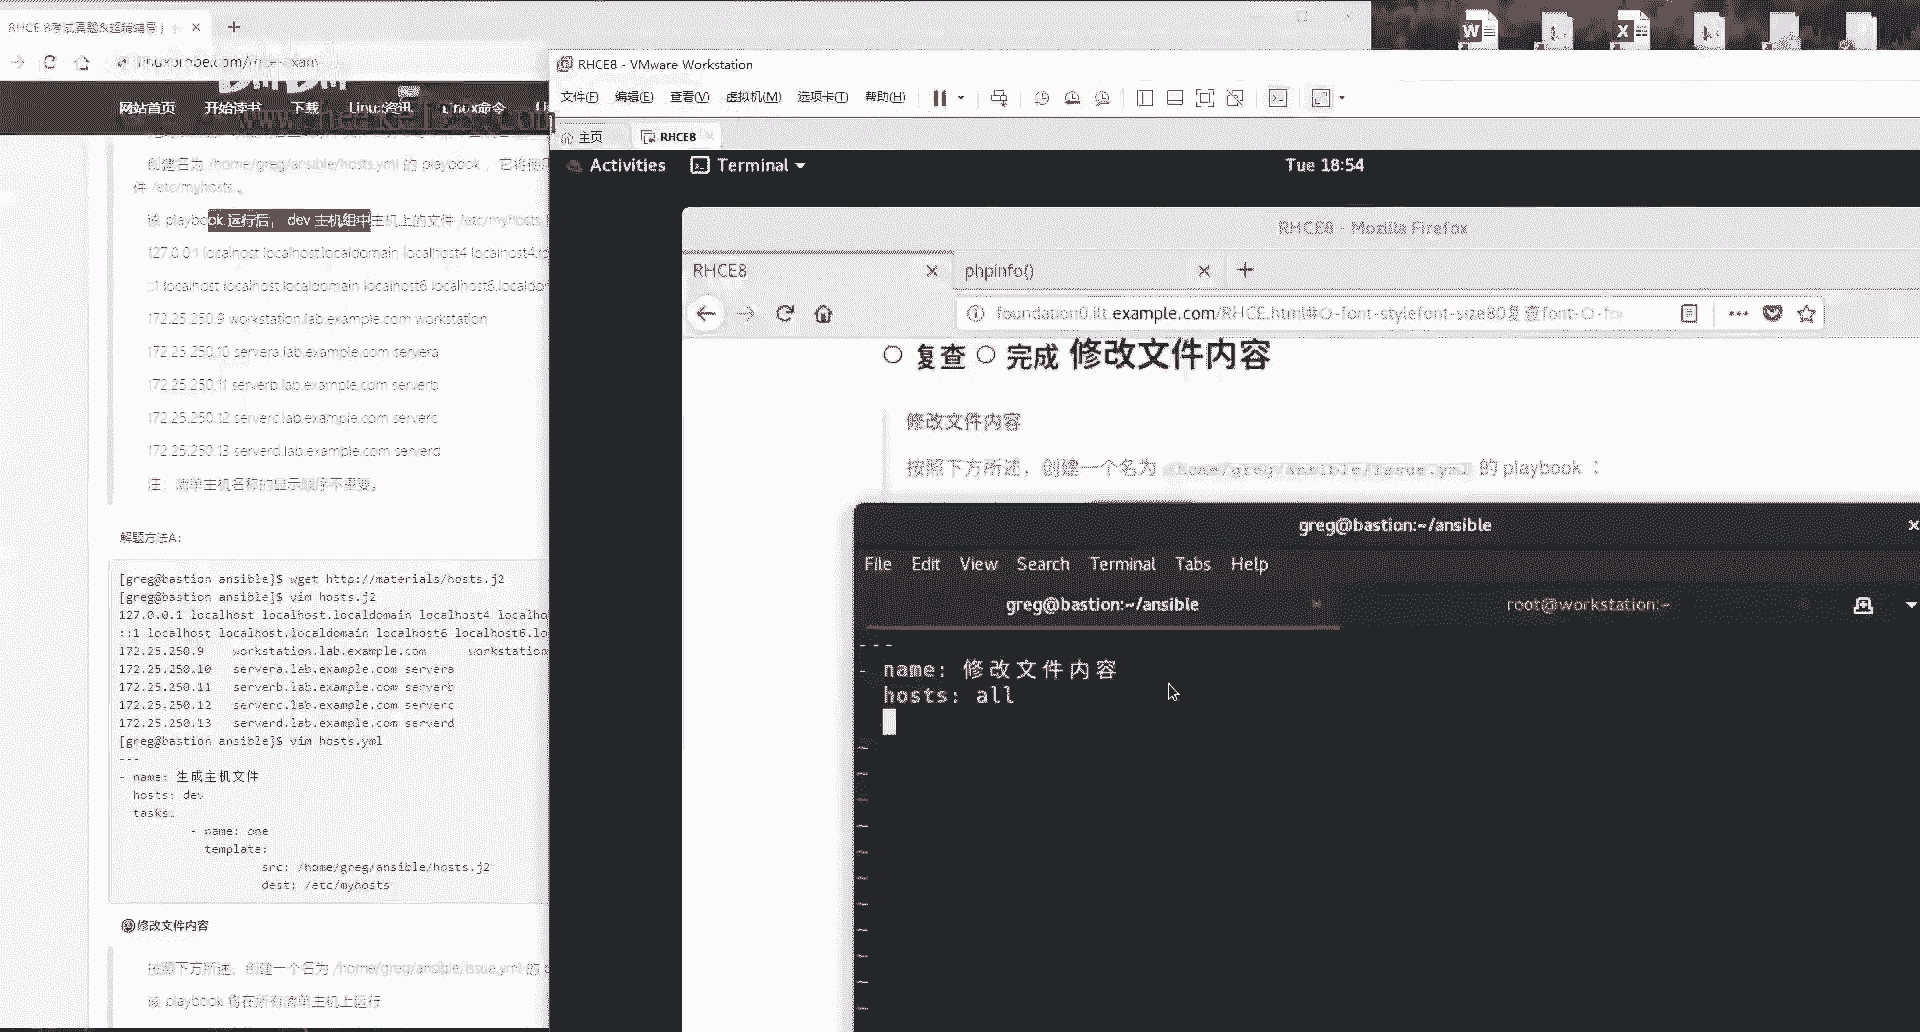 RHCE 8考试真题&超精辅导
linuxprobe.com/rhce-exam
网站首页 开始读书 下载 Linux资讯 Linux命令
创建名为 /home/greg/ansible/hosts.yml 的 playbook ，它将使用
件 /etc/myhosts 。
该 playbook 运行后， dev 主机组中主机上的文件 /etc/myhosts
127.0.0.1 localhost localhost.localdomain localhost4 localhost4.
::1 localhost localhost.localdomain localhost6 localhost6.
172.25.250.9 workstation.lab.example.com workstation
172.25.250.10 servera.lab.example.com servera
172.25.250.11 serverb.lab.example.com serverb
172.25.250.12 serverc.lab.example.com serverc
172.25.250.13 serverd.lab.example.com serverd
注：清单主机名称的显示顺序不重要。
解题方法A:
[greg@bastion ansible]$ wget http://materials/hosts.j2
[greg@bastion ansible]$ vim hosts.j2
127.0.0.1 localhost localhost.localdomain localhost4
::1 localhost localhost.localdomain localhost6
172.25.250.9 workstation.lab.example.com workstation
172.25.250.10 servera.lab.example.com servera
172.25.250.11 serverb.lab.example.com serverb
172.25.250.12 serverc.lab.example.com serverc
172.25.250.13 serverd.lab.example.com serverd
[greg@bastion ansible]$ vim hosts.yml
---
- name: 生成主机文件
hosts: dev
tasks:
- name: one
template:
src: /home/greg/ansible/hosts.j2
dest: /etc/myhosts
修改文件内容
按照下方所述，创建一个名为 /home/greg/ansible/issue.yml 的
该 playbook 将在所有清单主机上运行
RHCE8 - VMware Workstation
文件(F) 编辑(E) 查看(V) 虚拟机(M) 选项卡(T) 帮助(H)
主页 RHCE8
Activities Terminal Tue 18:54
RHCE8 - Mozilla Firefox
RHCE8 phpinfo()
foundation0.ilt.example.com/RHCE.html#O-font-stylefont-size80复查font-O-
复查 完成 修改文件内容
修改文件内容
按照下方所述，创建一个名为 /home/greg/ansible/issue.yml 的 playbook ：
greg@bastion:~/ansible
File Edit View Search Terminal Tabs Help
greg@bastion:~/ansible root@workstation:~
---
- name: 修改文件内容
hosts: all